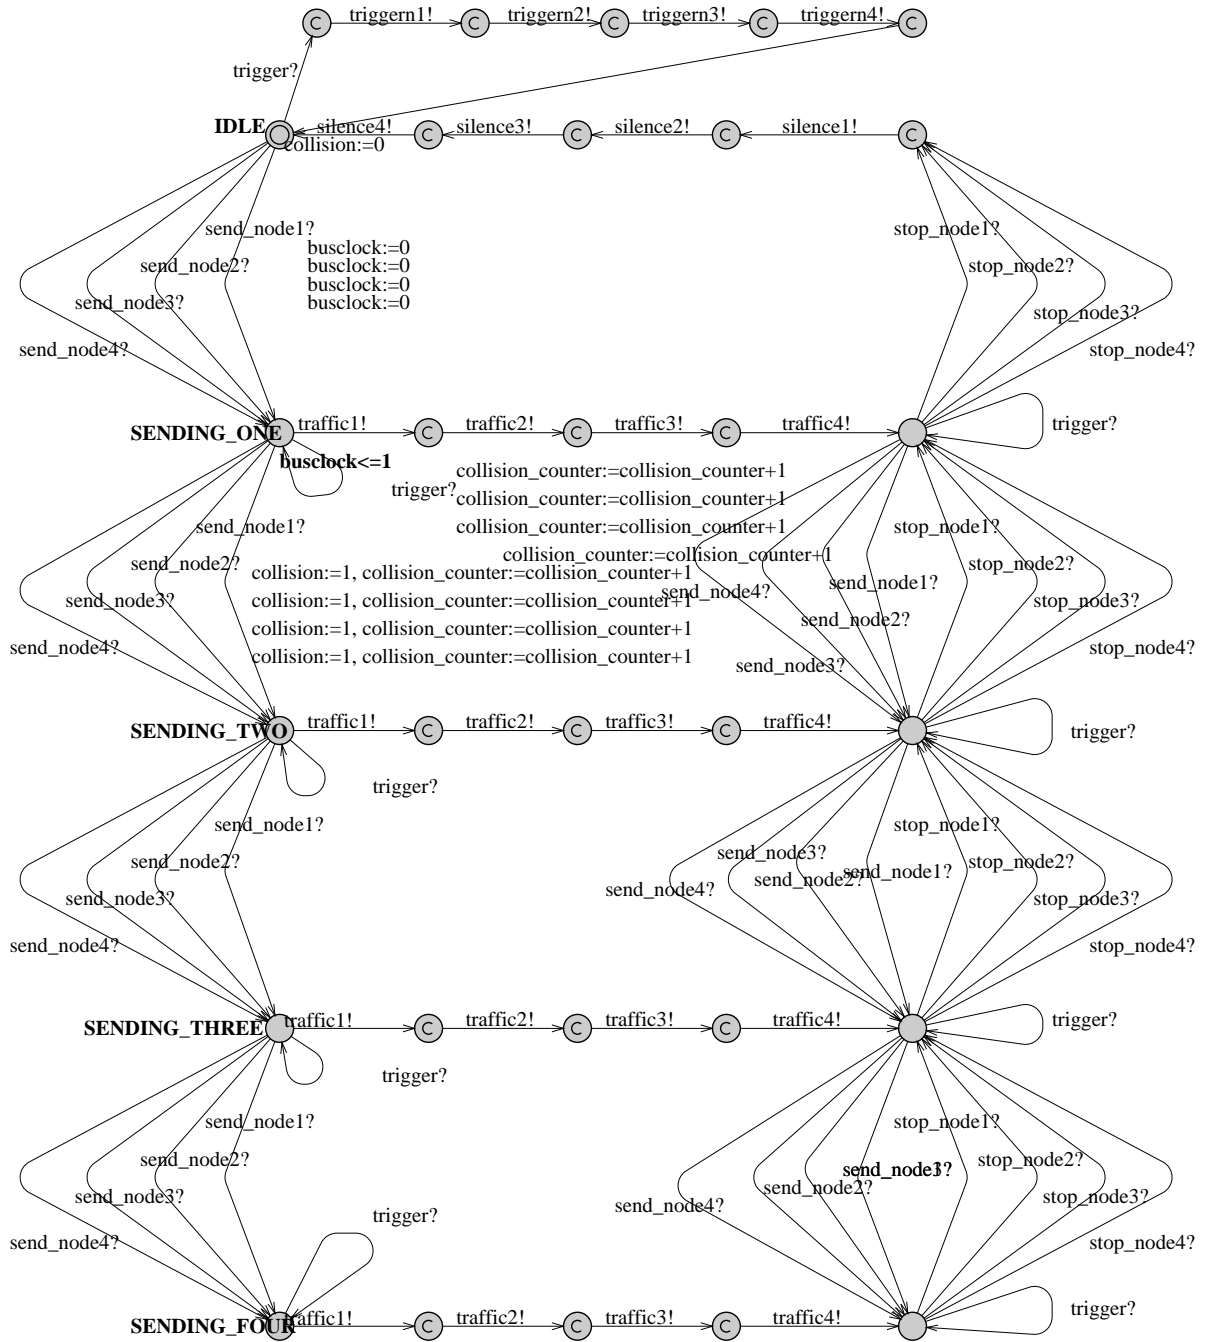 triggern1! triggern2! triggern3! triggern4!
C C C C C
trigger?
IDLE silence4! silence3! silence2! silence1!
C C C C C
collision:=0
send_node1? stop_node1?
busclock:=0
send_node2? busclock:=0 stop_node2?
busclock:=0
send_node3? busclock:=0 stop_node3?
send_node4? stop_node4?
traffic1! traffic2! traffic3! traffic4! trigger?
SENDING_ONE C C C
busclock<=1 collision_counter:=collision_counter+1
trigger? collision_counter:=collision_counter+1
send_node1? collision_counter:=collision_counter+1 stop_node1?
collision_counter:=collision_counter+1
send_node2? collision:=1, collision_counter:=collision_counter+1 send_node1? stop_node2?
send_node3? collision:=1, collision_counter:=collision_counter+1 send_node4? stop_node3?
collision:=1, collision_counter:=collision_counter+1 send_node2?
send_node4? collision:=1, collision_counter:=collision_counter+1 send_node3? stop_node4?
traffic1! traffic2! traffic3! traffic4!
SENDING_TWO C C C trigger?
trigger?
send_node1? stop_node1?
send_node2? send_node3? stop_node2?
send_node2? send_node1?
send_node3? send_node4? stop_node3?
send_node4? stop_node4?
traffic1! traffic2! traffic3! traffic4! trigger?
SENDING_THREE C C C
trigger?
send_node1? stop_node1?
send_node2? stop_node2?
send_node3? send_node2? stop_node3?
send_node4?
trigger?
send_node4? stop_node4?
traffic1! traffic2! traffic3! traffic4! trigger?
SENDING_FOUR C C C